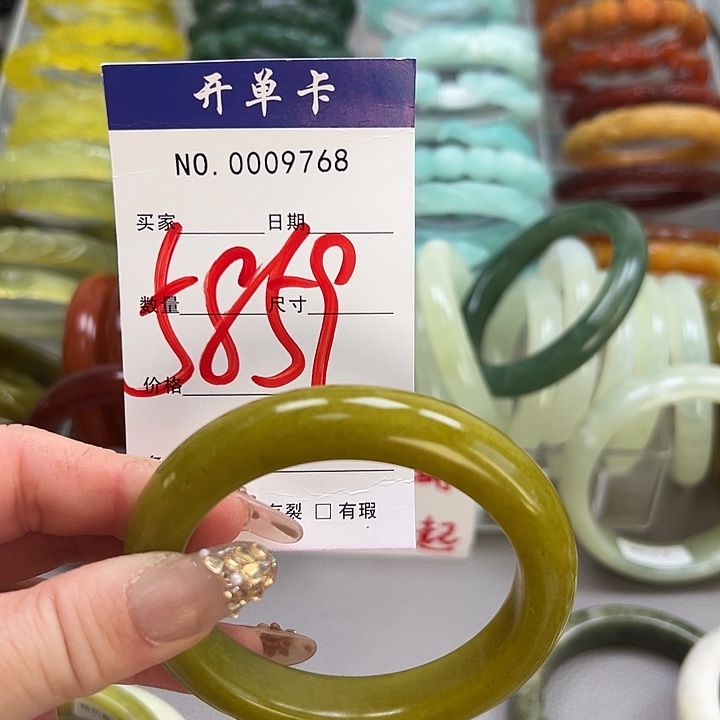 开单卡
NO. 0009768
买家 日期
5859
数量 尺寸
价格
有裂 □ 有瑕
起